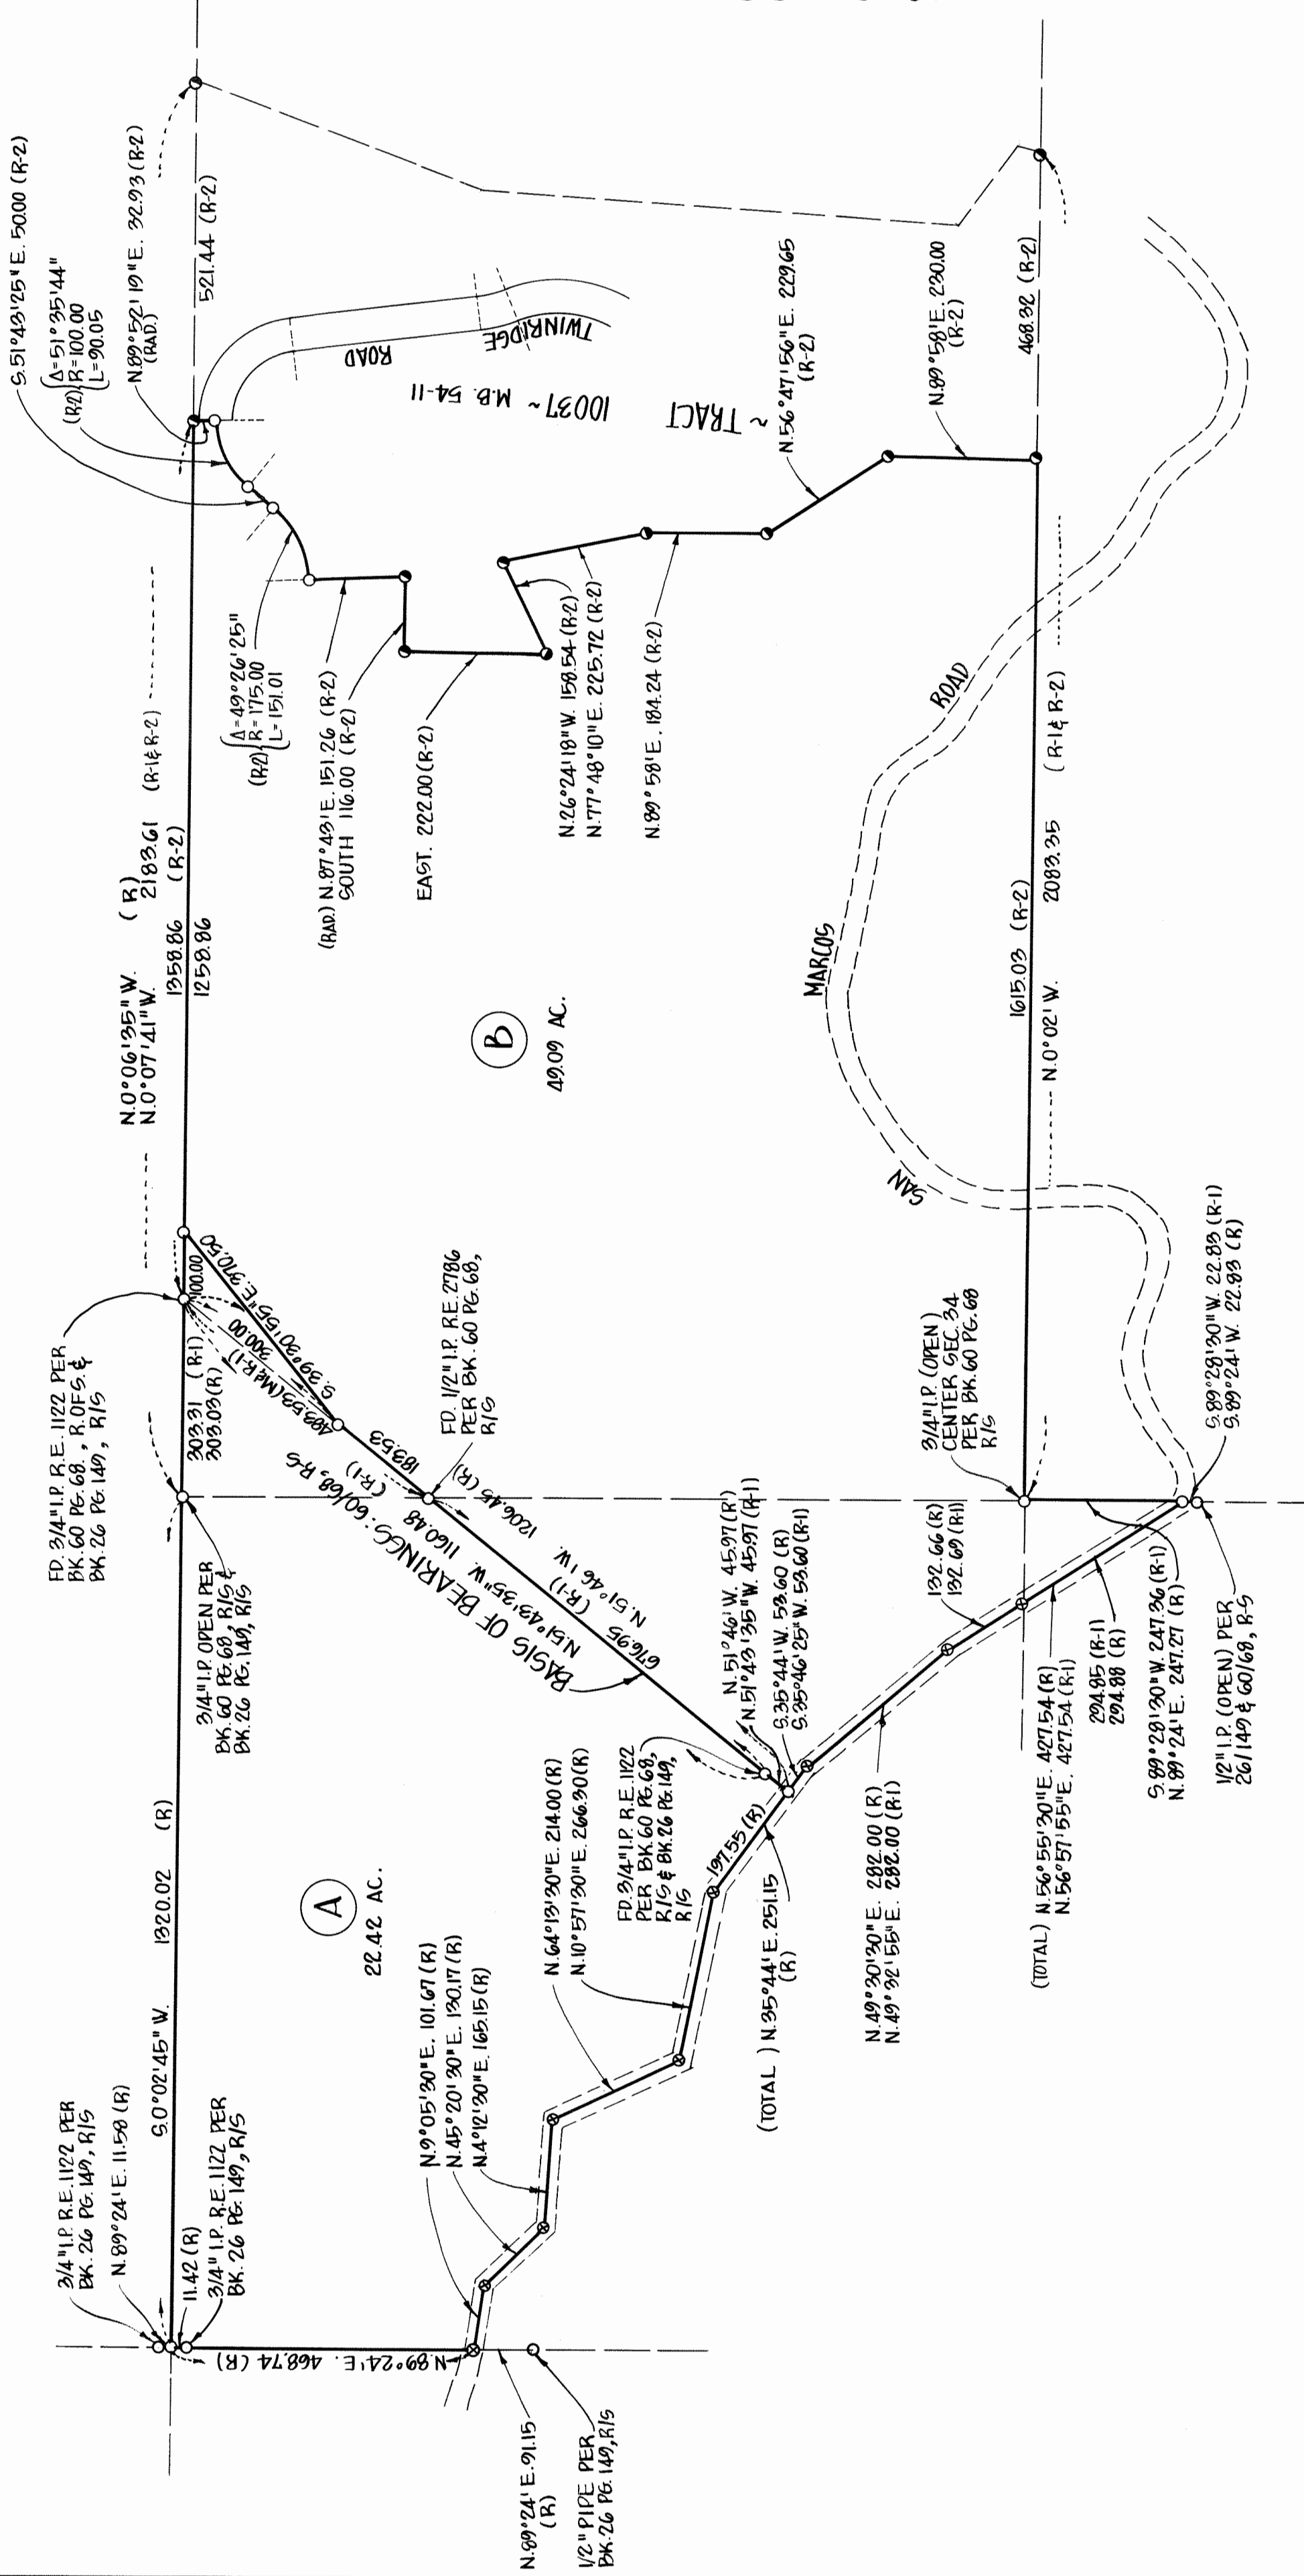 S.51°43'25"E. 50.00 (R-2)
(R-2) Δ=51°35'44"
R=100.00
L=90.05
N.89°52'19"E. 32.93 (R-2)
(RAD.)
521.44 (R-2)
TWINRIDGE
ROAD
~ TRACT 10037 ~ M.B. 54-11
N.56°47'56"E. 229.65
(R-2)
N.89°58'E. 230.00
(R-2)
468.32 (R-2)
(R-2) Δ=49°26'25"
R=175.00
L=151.01
(RAD.) N.87°43'E. 151.26 (R-2)
SOUTH 116.00 (R-2)
EAST. 222.00 (R-2)
N.26°24'18"W. 158.54 (R-2)
N.77°48'10"E. 225.72 (R-2)
N.89°58'E. 184.24 (R-2)
N.0°06'35"W. (R)
N.0°07'41"W. 2183.61 (R-1 & R-2)
1358.86 (R-2)
1258.86
B
49.09 AC.
SAN MARCOS ROAD
1615.03 (R-2)
N.0°02'W. 2083.35 (R-1 & R-2)
FD. 3/4" I.P. R.E. 1122 PER
BK. 60 PG. 68., R. OF S. &
BK. 26 PG. 149, R/S
303.31 (R-1)
303.03 (R)
100.00
S.39°30'55"E. 370.50
300.00
483.53 (M & R-1)
183.53
(R-1)
FD. 1/2" I.P. R.E. 2786
PER BK. 60 PG. 68,
R/S
3/4" I.P. OPEN PER
BK. 60 PG. 68, R/S &
BK. 26 PG. 149, R/S
BASIS OF BEARINGS: 60/68, R-S
N.51°43'35"W. 1160.48
(R-1)
N.51°46'W. 1206.45 (R)
676.95
3/4" I.P. (OPEN)
CENTER SEC. 34
PER BK. 60 PG. 68
R/S
S.89°28'30"W. 22.83 (R-1)
S.89°24'W. 22.83 (R)
N.51°46'W. 45.97 (R)
N.51°43'35"W. 45.97 (R-1)
S.35°44'W. 53.60 (R)
S.35°46'25"W. 53.60 (R-1)
132.66 (R)
132.69 (R-1)
294.85 (R-1)
294.88 (R)
(TOTAL) N.56°55'30"E. 427.54 (R)
N.56°57'55"E. 427.54 (R-1)
S.89°28'30"W. 247.36 (R-1)
N.89°24'E. 247.27 (R)
1/2" I.P. (OPEN) PER
26/149 & 60/68, R-S
N.49°30'30"E. 282.00 (R)
N.49°32'55"E. 282.00 (R-1)
FD. 3/4" I.P. R.E. 1122
PER BK. 60 PG. 68,
R/S & BK. 26 PG. 149,
R/S
197.55 (R)
(TOTAL) N.35°44'E. 251.15
(R)
S.0°02'45"W. 1320.02 (R)
A
22.42 AC.
N.64°13'30"E. 214.00 (R)
N.10°57'30"E. 266.30 (R)
N.9°05'30"E. 101.67 (R)
N.45°20'30"E. 130.17 (R)
N.4°12'30"E. 165.15 (R)
3/4" I.P. R.E. 1122 PER
BK. 26 PG. 149, R/S
N.89°24'E. 11.58 (R)
11.42 (R)
3/4" I.P. R.E. 1122 PER
BK. 26 PG. 149, R/S
N.89°24'E. 468.74 (R)
N.89°24'E. 91.15
(R)
1/2" PIPE PER
BK. 26 PG. 149, R/S